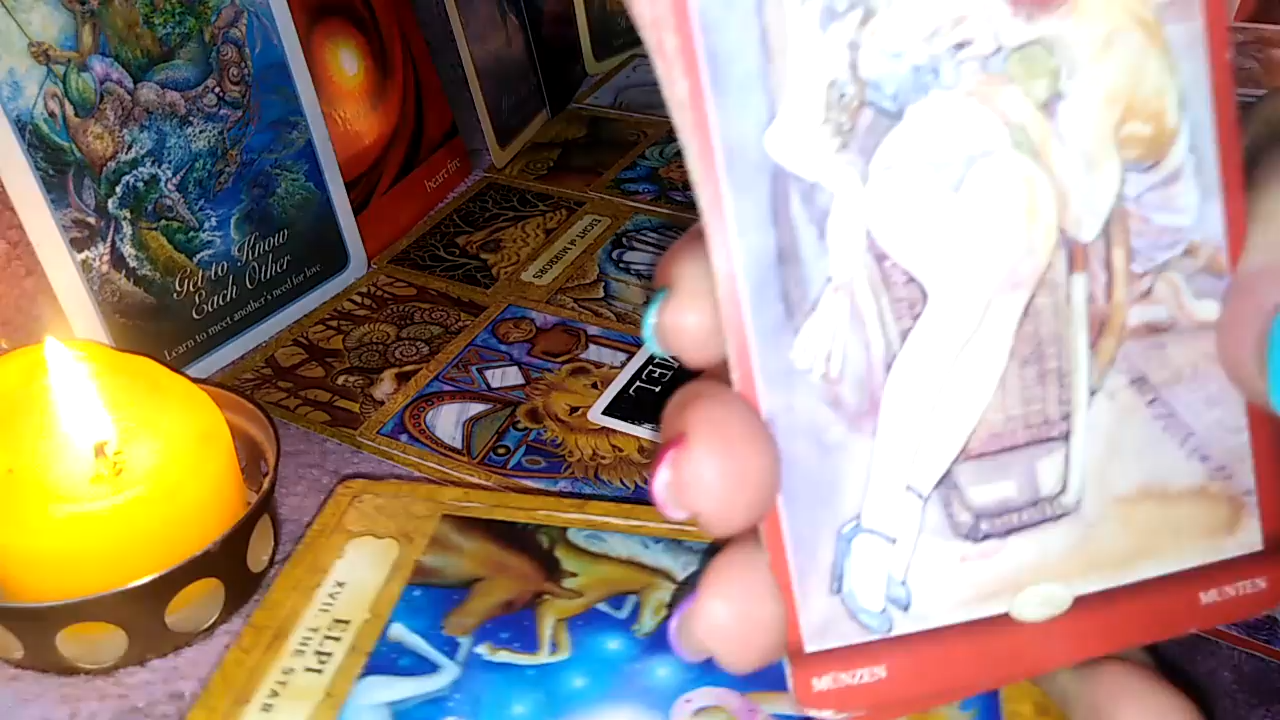 Get to Know
Each Other
Learn to meet another's need for love
heart fire
EIGHT of MIRRORS
ELPI
XVII THE STAR
MÜNZEN
MUNTEN